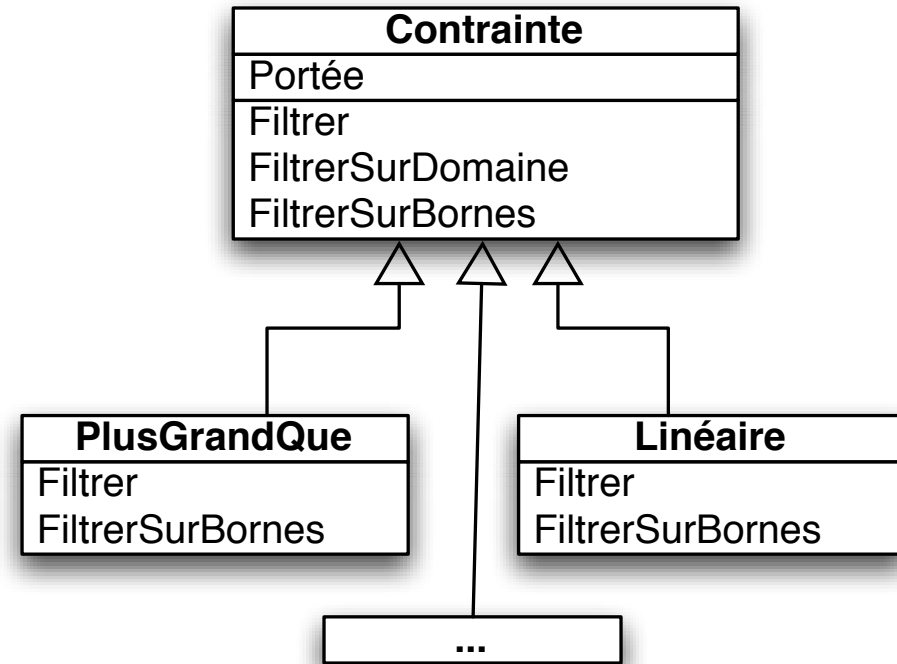 Contrainte
Portée
Filtrer
FiltrerSurDomaine
FiltrerSurBornes
PlusGrandQue
Filtrer
FiltrerSurBornes
Linéaire
Filtrer
FiltrerSurBornes
...